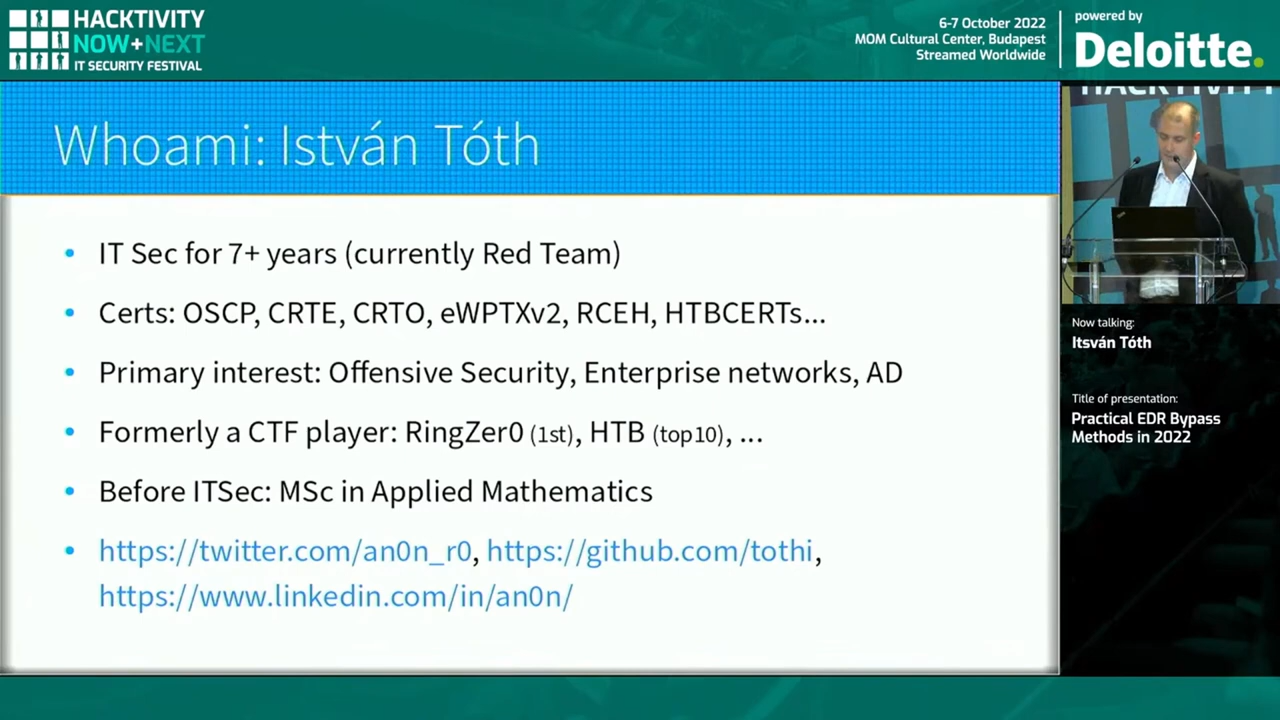 HACKTIVITY
NOW+NEXT
IT SECURITY FESTIVAL
6-7 October 2022
MOM Cultural Center, Budapest
Streamed Worldwide
powered by
Deloitte.
Whoami: István Tóth
• IT Sec for 7+ years (currently Red Team)
• Certs: OSCP, CRTE, CRTO, eWPTXv2, RCEH, HTBCERTs...
• Primary interest: Offensive Security, Enterprise networks, AD
• Formerly a CTF player: RingZer0 (1st), HTB (top10), ...
• Before ITSec: MSc in Applied Mathematics
• https://twitter.com/an0n_r0, https://github.com/tothi,
https://www.linkedin.com/in/an0n/
HACKTIVITY
Now talking:
Itsván Tóth
Title of presentation:
Practical EDR Bypass
Methods in 2022